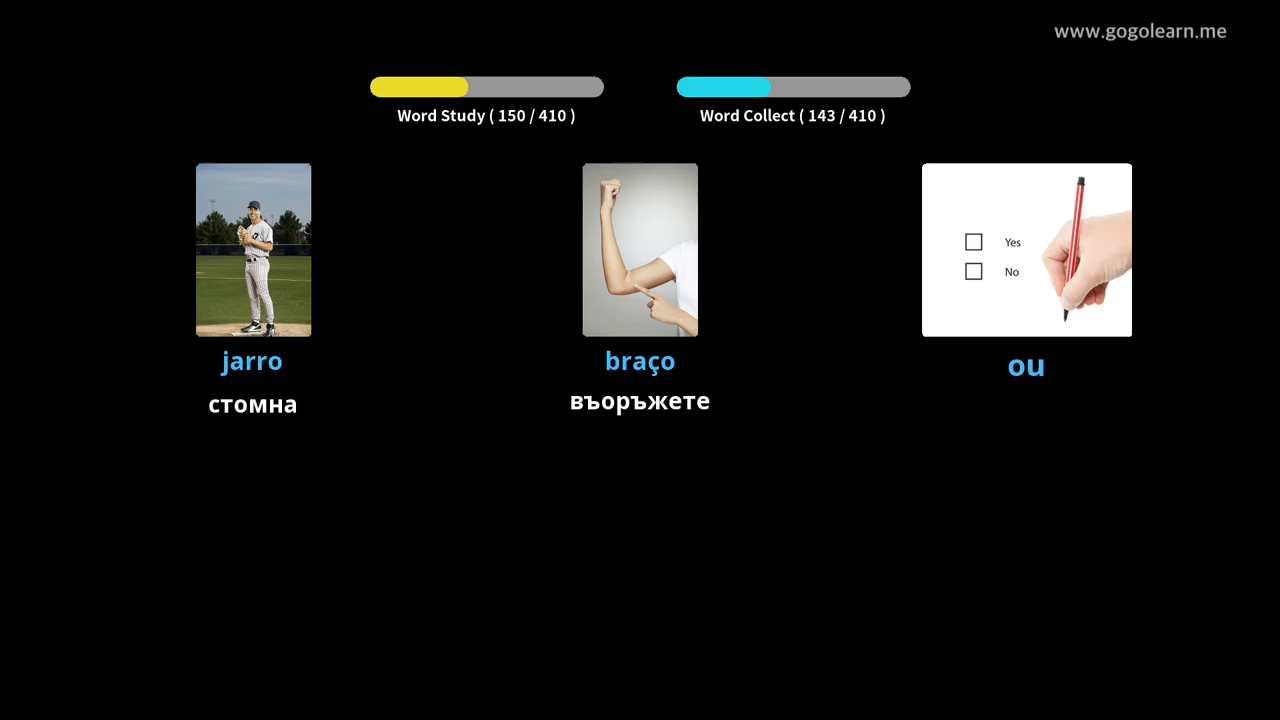 www.gogolearn.me
Word Study ( 150 / 410 )
Word Collect ( 143 / 410 )
Yes
No
jarro
braço
ou
стомна
въоръжете